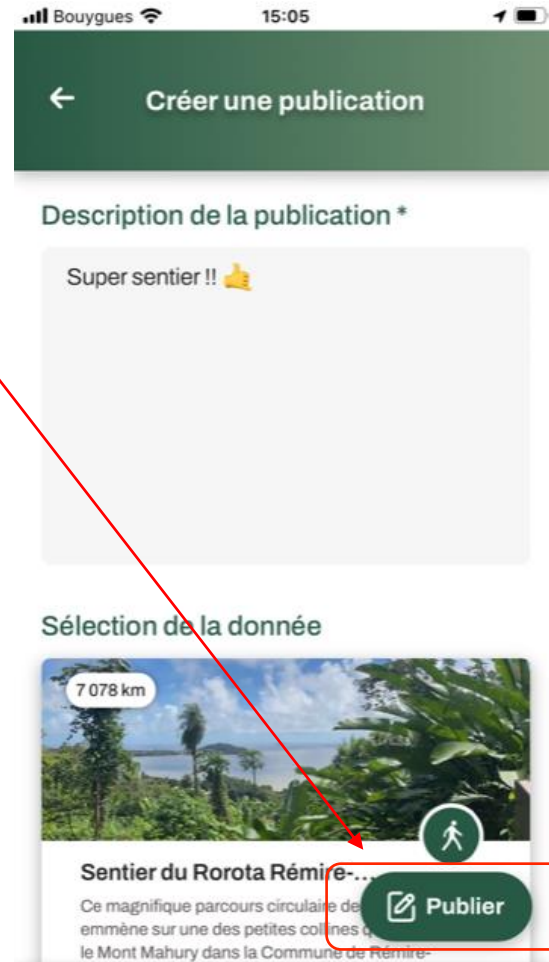 Bouygues 15:05
Créer une publication
Description de la publication *
Super sentier !! 🤙
Sélection de la donnée
7 078 km
Sentier du Rorota Rémire-...
Ce magnifique parcours circulaire de
emmène sur une des petites collines
Publier
le Mont Mahury dans la Commune de Rémire-